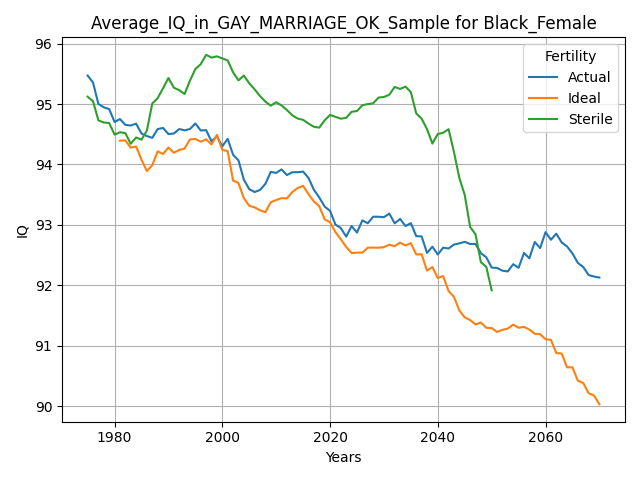 Average_IQ_in_GAY_MARRIAGE_OK_Sample for Black_Female
Fertility
Actual
Ideal
Sterile
96
95
94
93
92
91
90
IQ
1980
2000
2020
2040
2060
Years